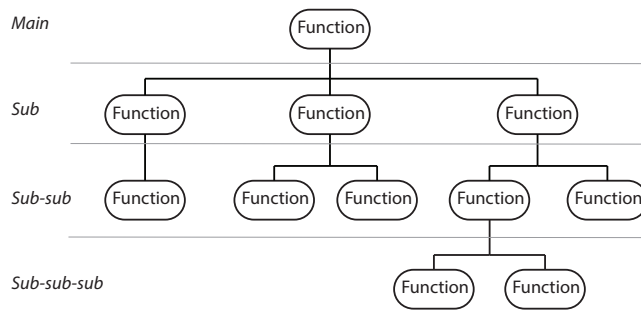 Main
Function
Sub
Function Function Function
Sub-sub
Function Function Function Function Function
Sub-sub-sub
Function Function